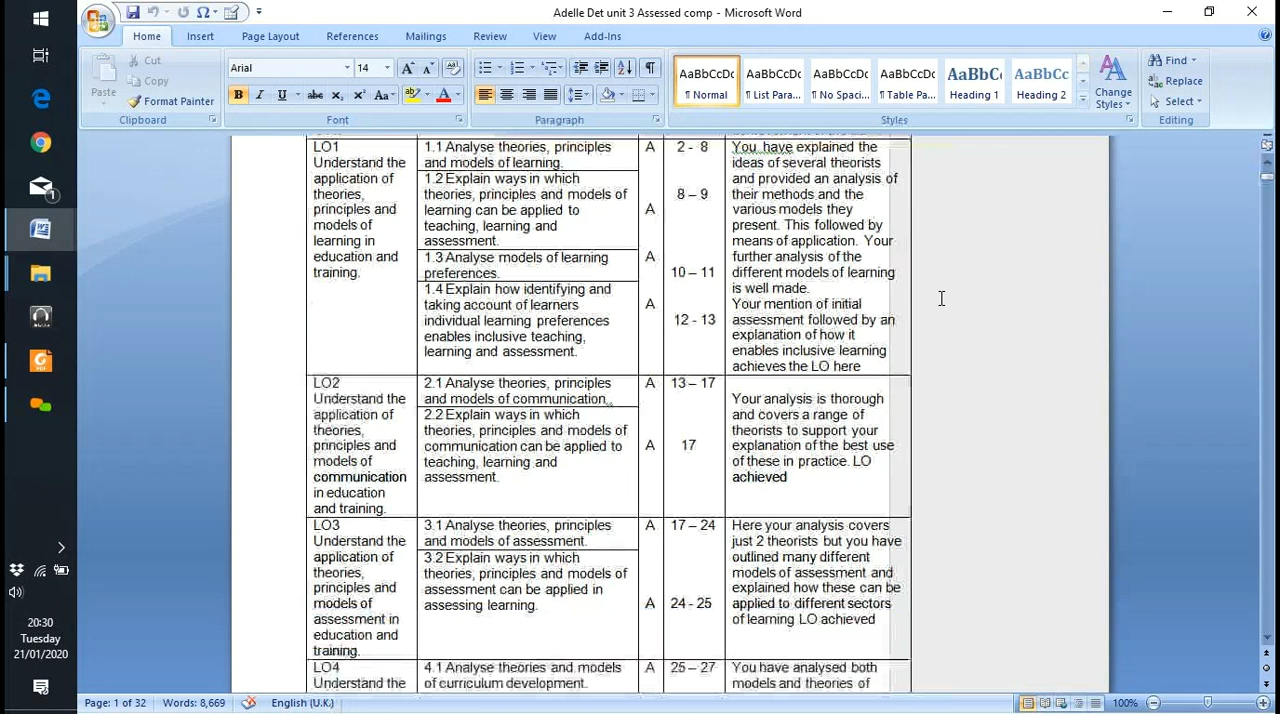 Adelle Det unit 3 Assessed comp - Microsoft Word
Home Insert Page Layout References Mailings Review View Add-Ins
Paste
Cut
Copy
Format Painter
Clipboard
Arial 14
Font
Paragraph
AaBbCcDc AaBbCcDc AaBbCcDc AaBbCcDc AaBbCc AaBbCc
¶ Normal ¶ List Para... ¶ No Spaci... ¶ Table Pa... Heading 1 Heading 2
Change
Styles
Styles
Find
Replace
Select
Editing
LO1
Understand the
application of
theories,
principles and
models of
learning in
education and
training.
1.1 Analyse theories, principles
and models of learning.
1.2 Explain ways in which
theories, principles and models of
learning can be applied to
teaching, learning and
assessment.
1.3 Analyse models of learning
preferences.
1.4 Explain how identifying and
taking account of learners
individual learning preferences
enables inclusive teaching,
learning and assessment.
A
A
A
A
2 - 8
8 – 9
10 – 11
12 - 13
You have explained the
ideas of several theorists
and provided an analysis of
their methods and the
various models they
present. This followed by
means of application. Your
further analysis of the
different models of learning
is well made.
Your mention of initial
assessment followed by an
explanation of how it
enables inclusive learning
achieves the LO here
LO2
Understand the
application of
theories,
principles and
models of
communication
in education
and training.
2.1 Analyse theories, principles
and models of communication.
2.2 Explain ways in which
theories, principles and models of
communication can be applied to
teaching, learning and
assessment.
A
A
13 – 17
17
Your analysis is thorough
and covers a range of
theorists to support your
explanation of the best use
of these in practice. LO
achieved
LO3
Understand the
application of
theories,
principles and
models of
assessment in
education and
training.
3.1 Analyse theories, principles
and models of assessment.
3.2 Explain ways in which
theories, principles and models of
assessment can be applied in
assessing learning.
A
A
17 – 24
24 - 25
Here your analysis covers
just 2 theorists but you have
outlined many different
models of assessment and
explained how these can be
applied to different sectors
of learning LO achieved
LO4
Understand the
4.1 Analyse theories and models
of curriculum development.
A
25 – 27
You have analysed both
models and theories of
20:30
Tuesday
21/01/2020
Page: 1 of 32 Words: 8,669 English (U.K.) 100%